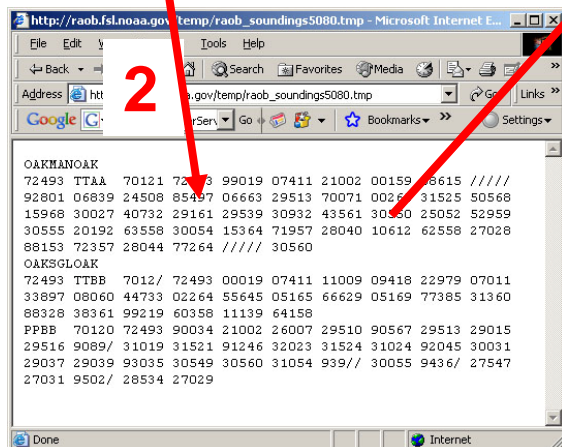 http://raob.fsl.noaa.gov/temp/raob_soundings5080.tmp - Microsoft Internet E...
File Edit Tools Help
Back Search Favorites Media
Address .gov/temp/raob_soundings5080.tmp Go Links »
Google Go Bookmarks Settings
2
OAKMANOAK
72493 TTAA 70121 99019 07411 21002 00159 /////
92801 06839 24508 85497 06663 29513 70071 31525 50568
15968 30027 40732 29161 29539 30932 43561 25052 52959
30555 20192 63558 30054 15364 71957 28040 10612 62558 27028
88153 72357 28044 77264 ///// 30560
OAKSGLOAK
72493 TTBB 7012/ 72493 00019 07411 11009 09418 22979 07011
33897 08060 44733 02264 55645 05165 66629 05169 77385 31360
88328 38361 99219 60358 11139 64158
PPBB 70120 72493 90034 21002 26007 29510 90567 29513 29015
29516 9089/ 31019 31521 91246 32023 31524 31024 92045 30031
29037 29039 93035 30549 30560 31054 939// 30055 9436/ 27547
27031 9502/ 28534 27029
Done Internet